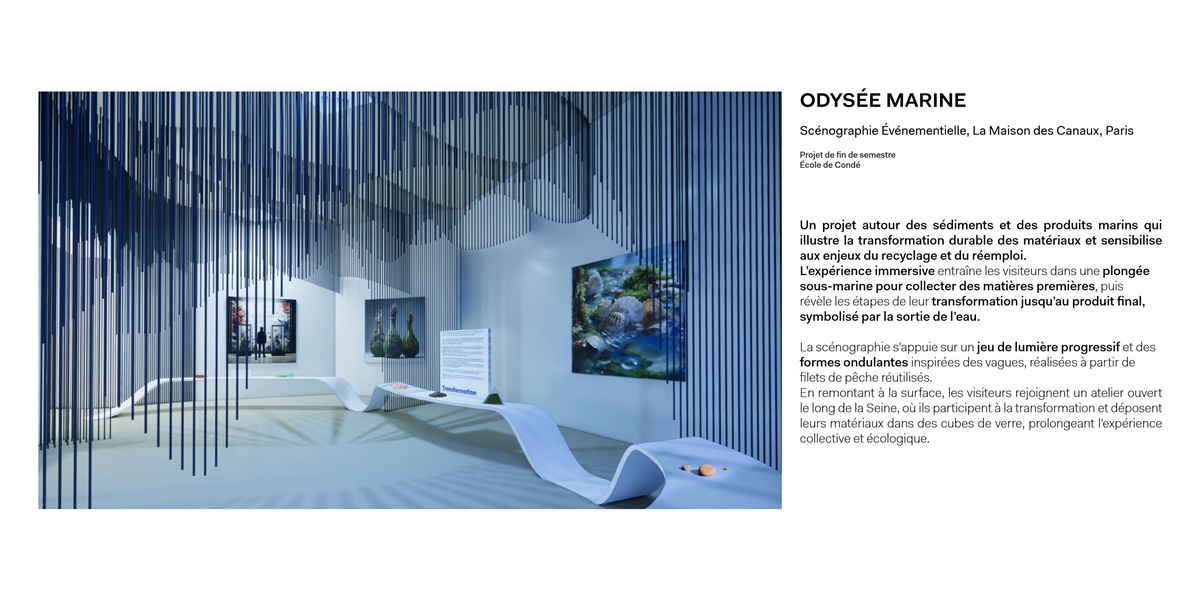 ODYSÉE MARINE
Scénographie Événementielle, La Maison des Canaux, Paris
Projet de fin de semestre
École de Condé
Un projet autour des sédiments et des produits marins qui
illustre la transformation durable des matériaux et sensibilise
aux enjeux du recyclage et du réemploi.
L’expérience immersive entraîne les visiteurs dans une plongée
sous-marine pour collecter des matières premières, puis
révèle les étapes de leur transformation jusqu’au produit final,
symbolisé par la sortie de l’eau.
La scénographie s’appuie sur un jeu de lumière progressif et des
formes ondulantes inspirées des vagues, réalisées à partir de
filets de pêche réutilisés.
En remontant à la surface, les visiteurs rejoignent un atelier ouvert
le long de la Seine, où ils participent à la transformation et déposent
leurs matériaux dans des cubes de verre, prolongeant l’expérience
collective et écologique.
Transformation